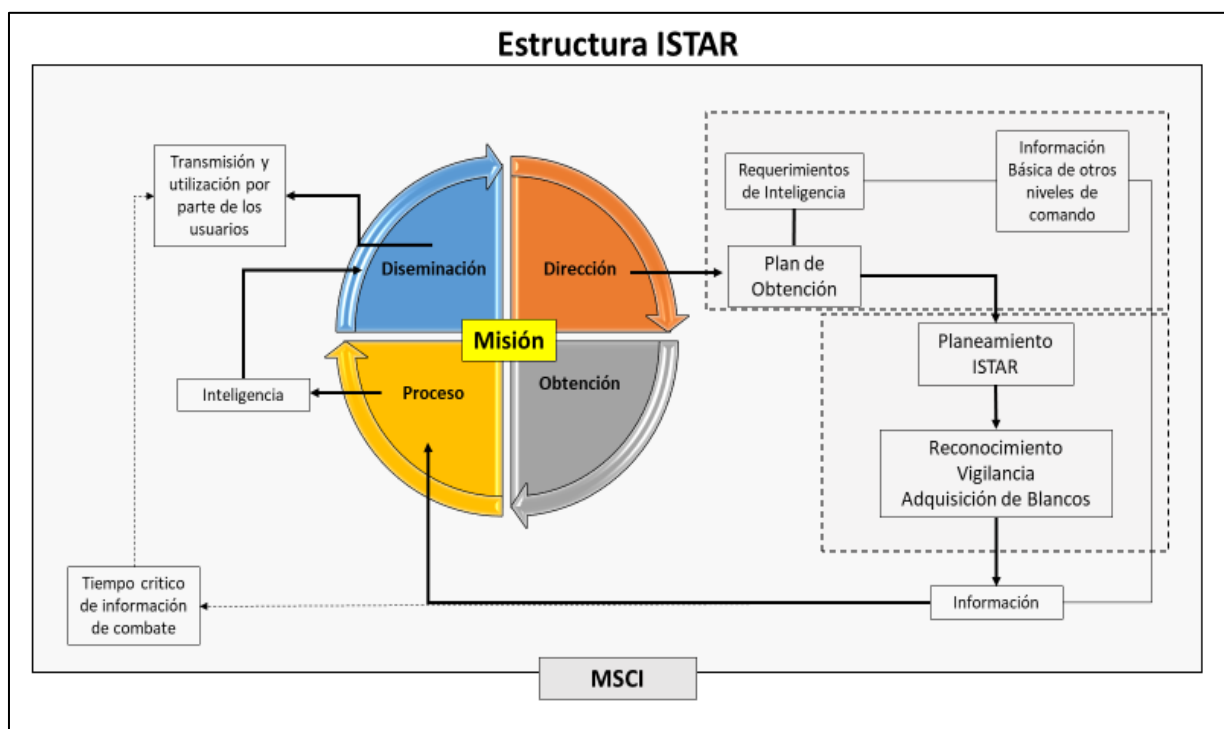 Estructura ISTAR
Transmisión y
utilización por
parte de los
usuarios
Requerimientos
de Inteligencia
Información
Básica de otros
niveles de
comando
Diseminación
Dirección
Plan de
Obtención
Misión
Planeamiento
ISTAR
Inteligencia
Proceso
Obtención
Reconocimiento
Vigilancia
Adquisición de Blancos
Tiempo critico
de información
de combate
Información
MSCI